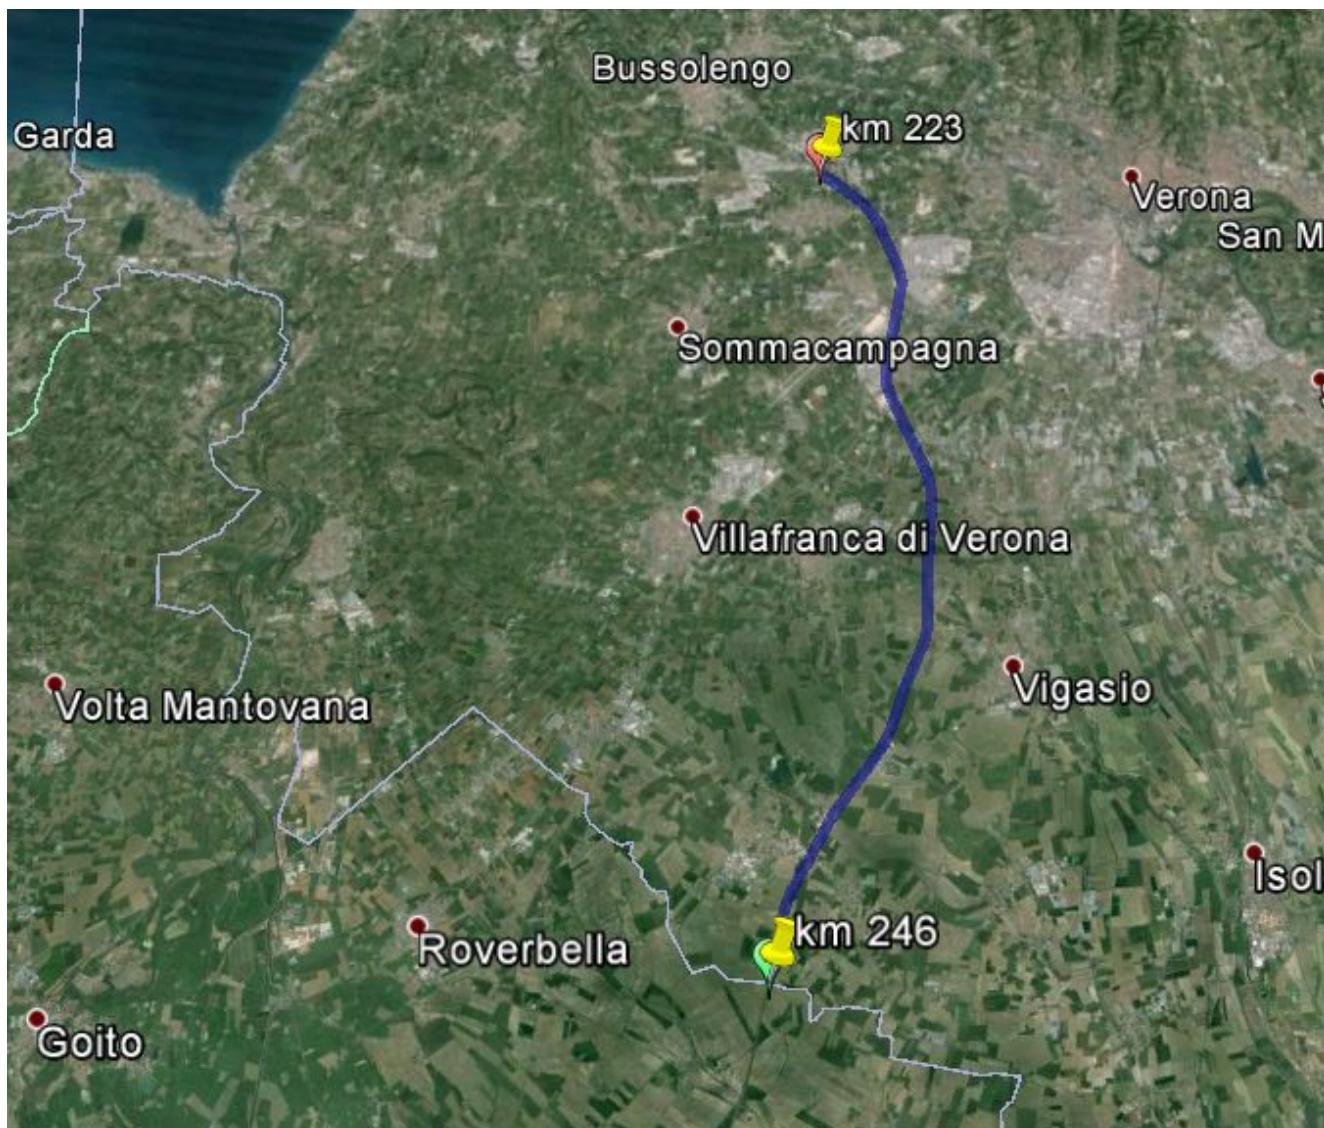 Bussolengo
km 223
Garda
Verona
San M
Sommacampagna
Villafranca di Verona
Vigasio
Volta Mantovana
Isol
km 246
Roverbella
Goito